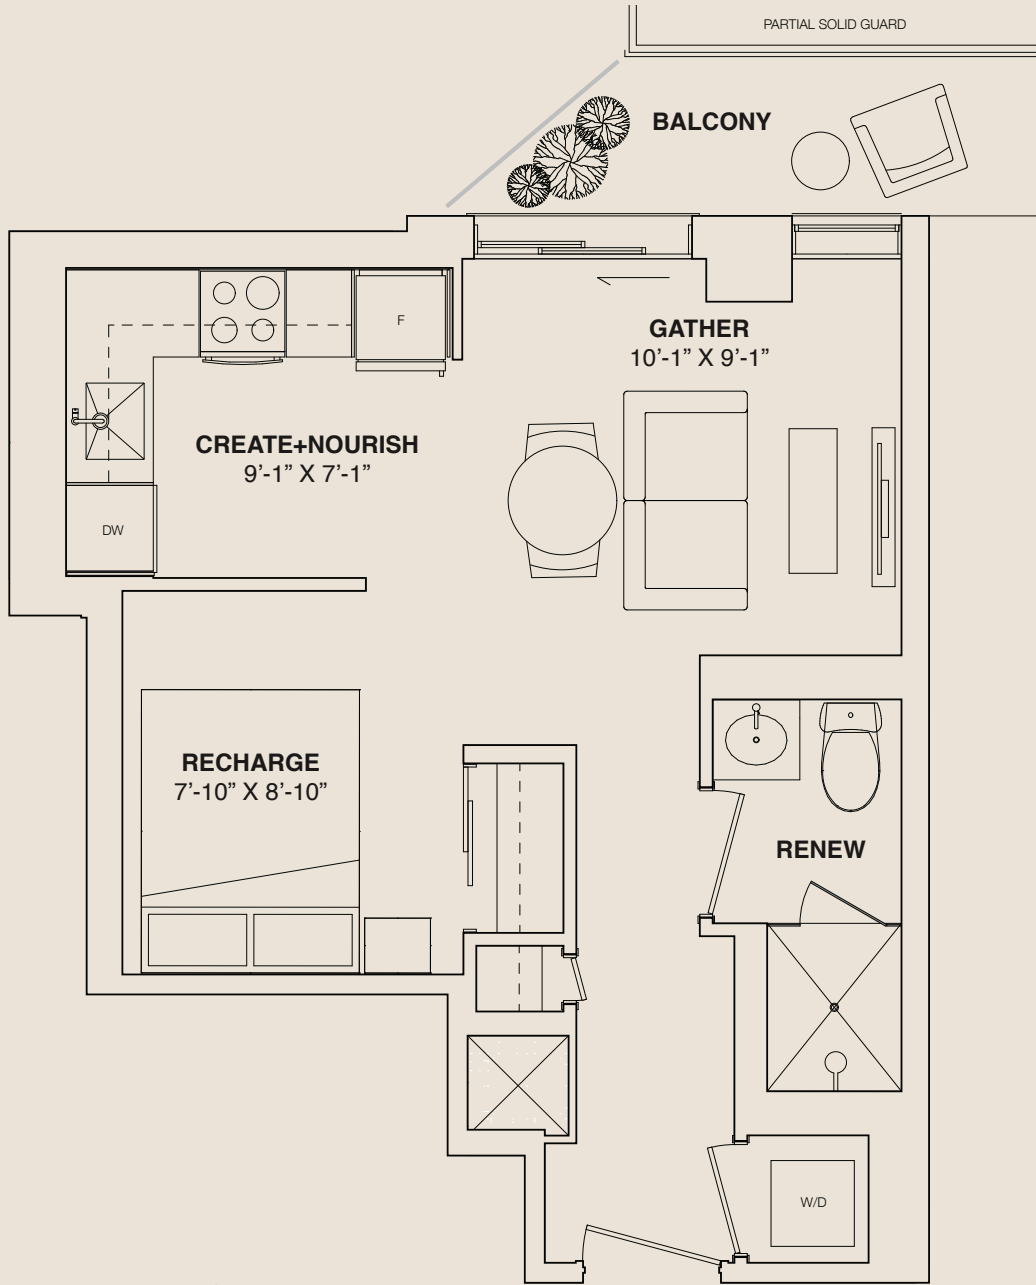 PARTIAL SOLID GUARD
BALCONY
F
GATHER
10’-1” X 9’-1”
CREATE+NOURISH
9’-1” X 7’-1”
DW
RECHARGE
7’-10” X 8’-10”
RENEW
W/D